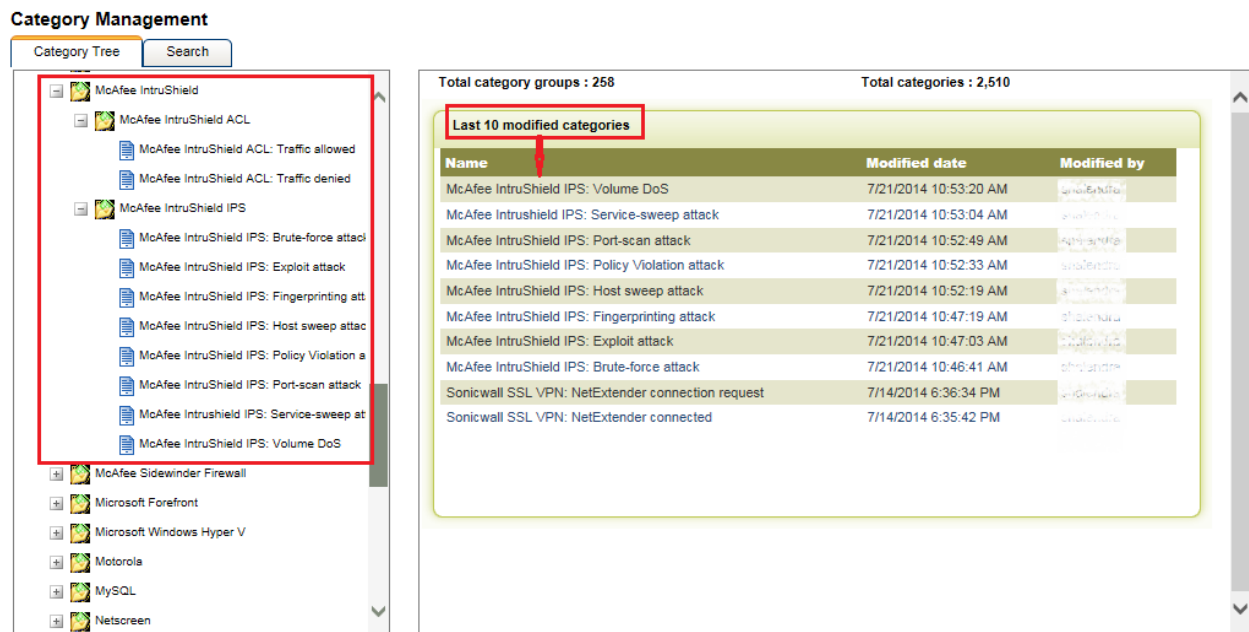 Category Management
Category Tree
Search
McAfee IntruShield
McAfee IntruShield ACL
McAfee IntruShield ACL: Traffic allowed
McAfee IntruShield ACL: Traffic denied
McAfee IntruShield IPS
McAfee IntruShield IPS: Brute-force attack
McAfee IntruShield IPS: Exploit attack
McAfee IntruShield IPS: Fingerprinting att
McAfee IntruShield IPS: Host sweep attac
McAfee IntruShield IPS: Policy Violation a
McAfee IntruShield IPS: Port-scan attack
McAfee Intrushield IPS: Service-sweep at
McAfee IntruShield IPS: Volume DoS
McAfee Sidewinder Firewall
Microsoft Forefront
Microsoft Windows Hyper V
Motorola
MySQL
Netscreen
Total category groups : 258 Total categories : 2,510
Last 10 modified categories
Name Modified date Modified by
McAfee IntruShield IPS: Volume DoS 7/21/2014 10:53:20 AM
McAfee Intrushield IPS: Service-sweep attack 7/21/2014 10:53:04 AM
McAfee IntruShield IPS: Port-scan attack 7/21/2014 10:52:49 AM
McAfee IntruShield IPS: Policy Violation attack 7/21/2014 10:52:33 AM
McAfee IntruShield IPS: Host sweep attack 7/21/2014 10:52:19 AM
McAfee IntruShield IPS: Fingerprinting attack 7/21/2014 10:47:19 AM
McAfee IntruShield IPS: Exploit attack 7/21/2014 10:47:03 AM
McAfee IntruShield IPS: Brute-force attack 7/21/2014 10:46:41 AM
Sonicwall SSL VPN: NetExtender connection request 7/14/2014 6:36:34 PM
Sonicwall SSL VPN: NetExtender connected 7/14/2014 6:35:42 PM